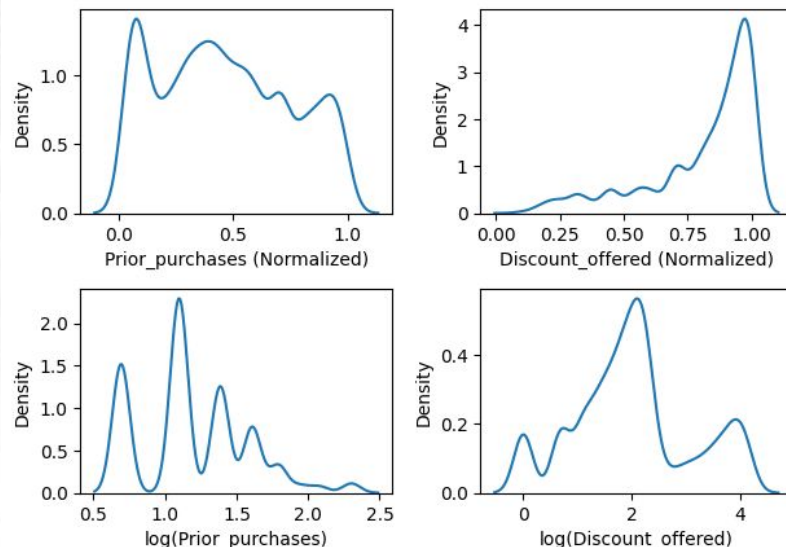 Density
1.0
0.5
0.0
0.0 0.5 1.0
Prior_purchases (Normalized)
Density
4
3
2
1
0
0.00 0.25 0.50 0.75 1.00
Discount_offered (Normalized)
Density
2.0
1.5
1.0
0.5
0.0
0.5 1.0 1.5 2.0 2.5
log(Prior_purchases)
Density
0.4
0.2
0.0
0 2 4
log(Discount_offered)